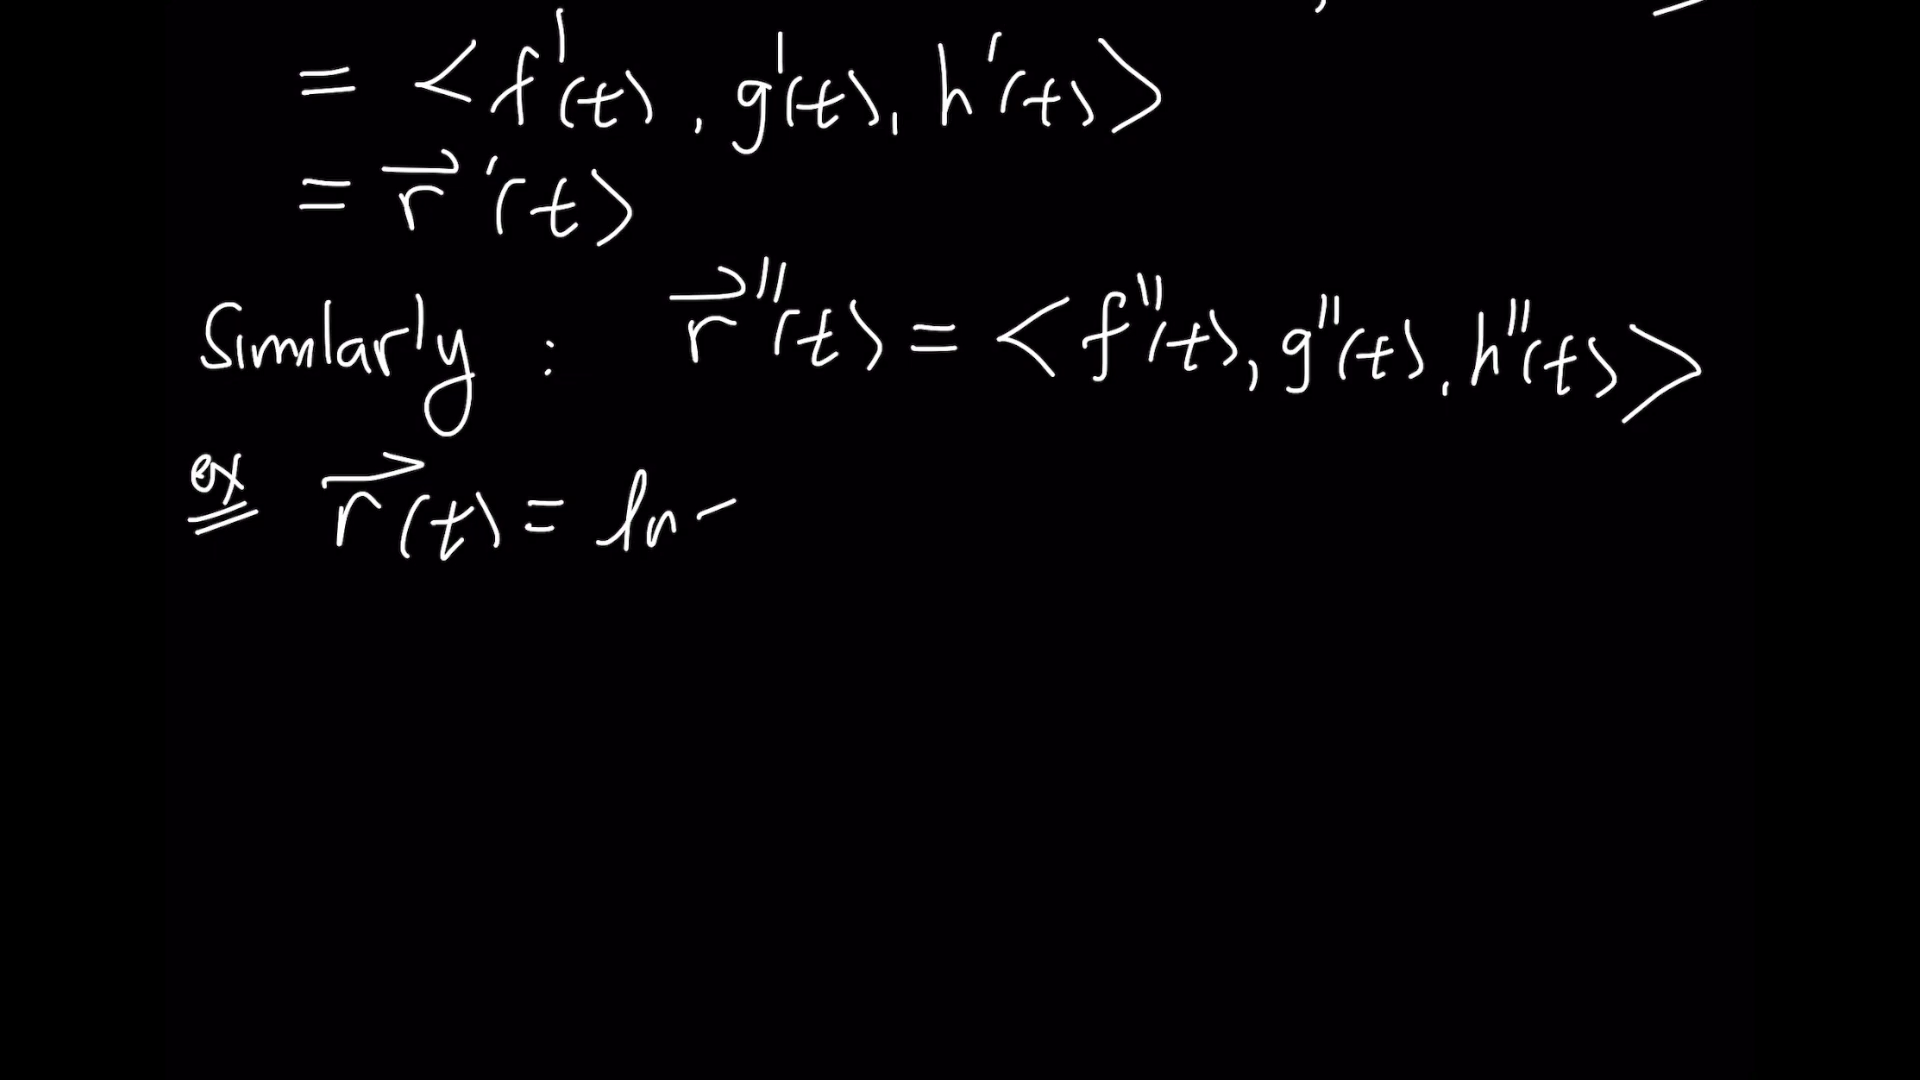 = <f'(t), g'(t), h'(t)>
= r⃗'(t)
Similarly : r⃗''(t) = <f''(t), g''(t), h''(t)>
ex r⃗(t) = ln